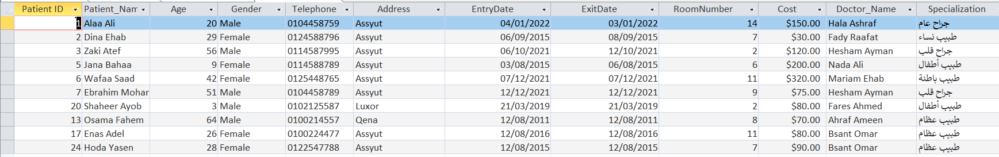 Patient ID Patient_Nam Age Gender Telephone Address EntryDate ExitDate RoomNumber Cost Doctor_Name Specialization
1 Alaa Ali 20 Male 0104458759 Assyut 04/01/2022 03/01/2022 14 $150.00 Hala Ashraf جراح عام
2 Dina Ehab 29 Female 0124588796 Assyut 06/09/2015 08/09/2015 7 $30.00 Fady Raafat طبيب نساء
3 Zaki Atef 56 Male 0114587995 Assyut 06/10/2021 12/10/2021 2 $120.00 Hesham Ayman جراح قلب
5 Jana Bahaa 9 Female 0114588789 Assyut 03/08/2015 06/08/2015 6 $200.00 Nada Ali طبيب أطفال
6 Wafaa Saad 42 Female 0125448765 Assyut 07/12/2021 07/12/2021 11 $320.00 Mariam Ehab طبيب باطنة
7 Ebrahim Mohar 51 Male 0104458789 Assyut 12/12/2021 12/12/2021 9 $75.00 Hesham Ayman جراح قلب
20 Shaheer Ayob 3 Male 0102125587 Luxor 21/03/2019 21/03/2019 2 $80.00 Fares Ahmed طبيب أطفال
13 Osama Fahem 64 Male 0100214557 Qena 12/08/2011 12/08/2011 8 $70.00 Ahraf Ameen طبيب عظام
17 Enas Adel 26 Female 0100224477 Assyut 12/08/2016 12/08/2016 11 $80.00 Bsant Omar طبيب عظام
24 Hoda Yasen 28 Female 0122547788 Assyut 12/08/2015 12/08/2015 7 $90.00 Bsant Omar طبيب عظام